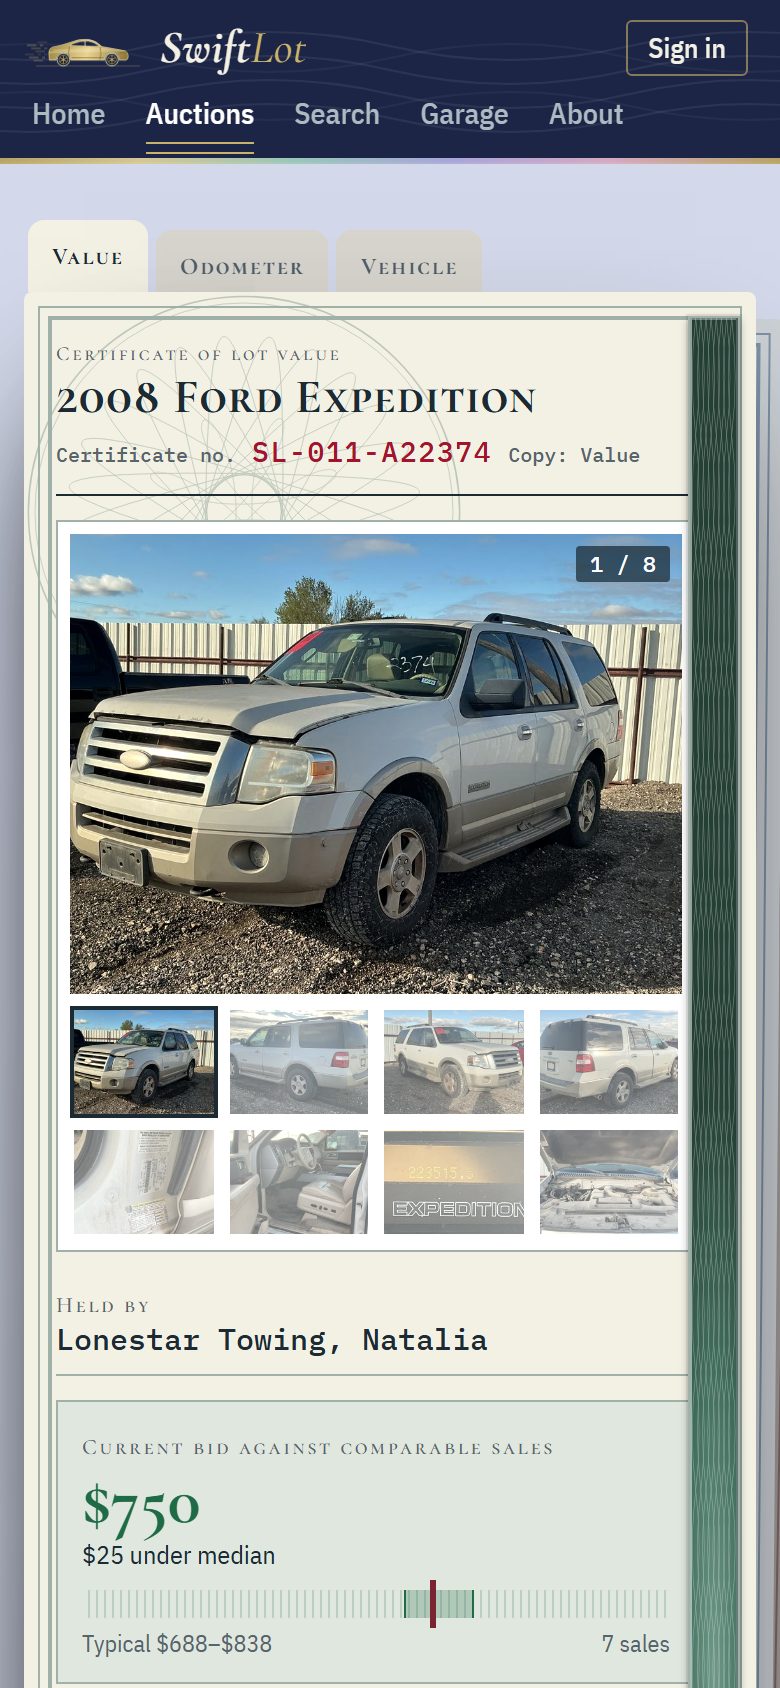 SwiftLot
Sign in
Home Auctions Search Garage About
Value Odometer Vehicle
Certificate of lot value
2008 Ford Expedition
Certificate no. SL-011-A22374 Copy: Value
1 / 8
EXPEDITION
Held by
Lonestar Towing, Natalia
Current bid against comparable sales
$750
$25 under median
Typical $688–$838 7 sales